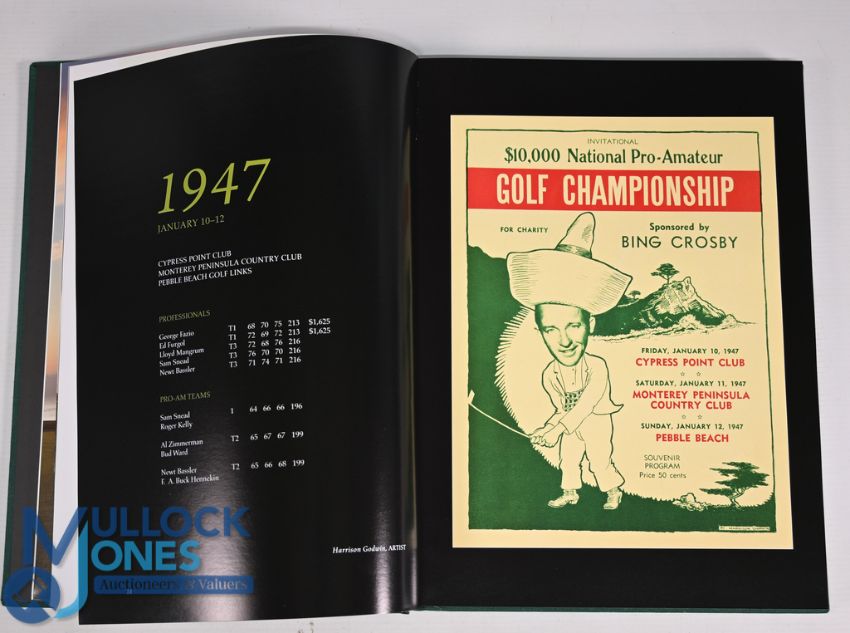 1947
JANUARY 10–12
CYPRESS POINT CLUB
MONTEREY PENINSULA COUNTRY CLUB
PEBBLE BEACH GOLF LINKS
PROFESSIONALS
George Fazio T1 68 70 75 213 $1,625
Ed Furgol T1 72 69 72 213 $1,625
Lloyd Mangrum T3 72 68 76 216
Sam Snead T3 76 70 70 216
Newt Bassler T3 71 74 71 216
PRO-AM TEAMS
Sam Snead 1 64 66 66 196
Roger Kelly
Al Zimmerman T2 65 67 67 199
Bud Ward
Newt Bassler T2 65 66 68 199
F. A. Buck Henneken
Harrison Godwin, ARTIST
INVITATIONAL
$10,000 National Pro-Amateur
GOLF CHAMPIONSHIP
FOR CHARITY
Sponsored by
BING CROSBY
FRIDAY, JANUARY 10, 1947
CYPRESS POINT CLUB
SATURDAY, JANUARY 11, 1947
MONTEREY PENINSULA
COUNTRY CLUB
SUNDAY, JANUARY 12, 1947
PEBBLE BEACH
SOUVENIR
PROGRAM
Price 50 cents
MULLOCK
JONES
Auctioneers & Valuers